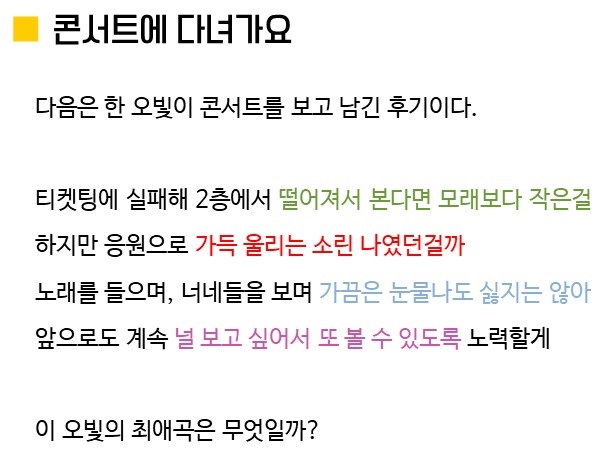 콘서트에 다녀가요
다음은 한 오빛이 콘서트를 보고 남긴 후기이다.
티켓팅에 실패해 2층에서 떨어져서 본다면 모래보다 작은걸
하지만 응원으로 가득 울리는 소린 나였던걸까
노래를 들으며, 너네들을 보며 가끔은 눈물나도 싫지는 않아
앞으로도 계속 널 보고 싶어서 또 볼 수 있도록 노력할게
이 오빛의 최애곡은 무엇일까?